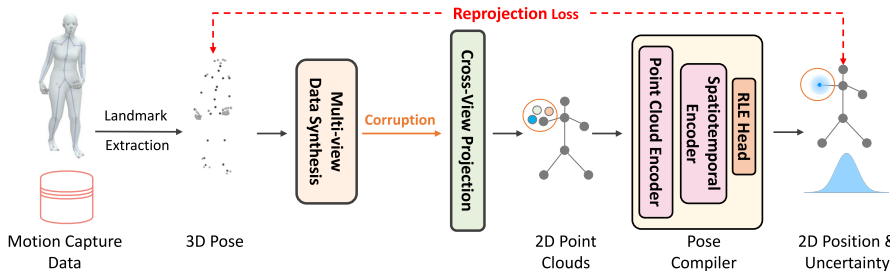 Reprojection Loss
Landmark
Extraction
Multi-view
Data Synthesis
Corruption
Cross-View Projection
Point Cloud Encoder
Spatiotemporal
Encoder
RLE Head
Motion Capture
Data
3D Pose
2D Point
Clouds
Pose
Compiler
2D Position &
Uncertainty